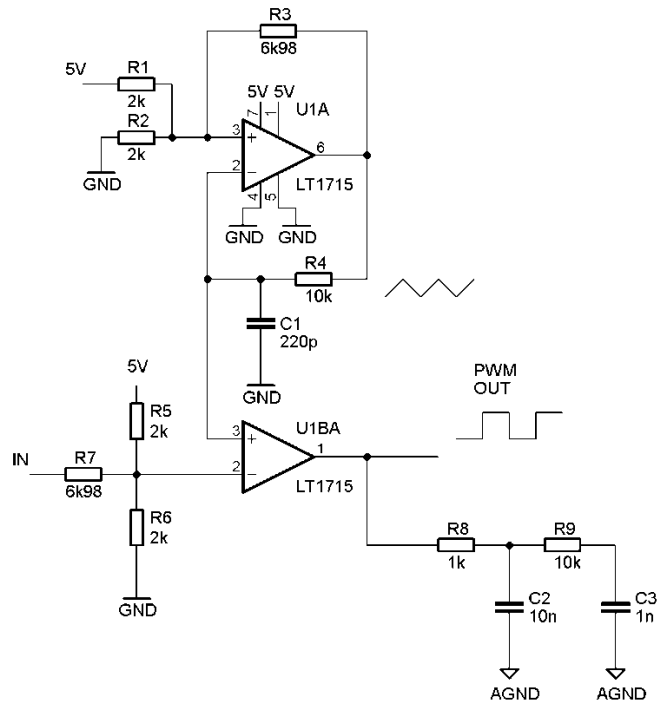 R3
6k98
5V
R1
2k
5V 5V
U1A
7
1
R2
2k
3
+
6
2
−
LT1715
GND
4
5
GND
GND
R4
10k
C1
220p
GND
5V
PWM
OUT
R5
2k
U1BA
3
+
1
IN
R7
6k98
2
−
LT1715
R6
2k
R8
1k
R9
10k
GND
C2
10n
C3
1n
AGND
AGND